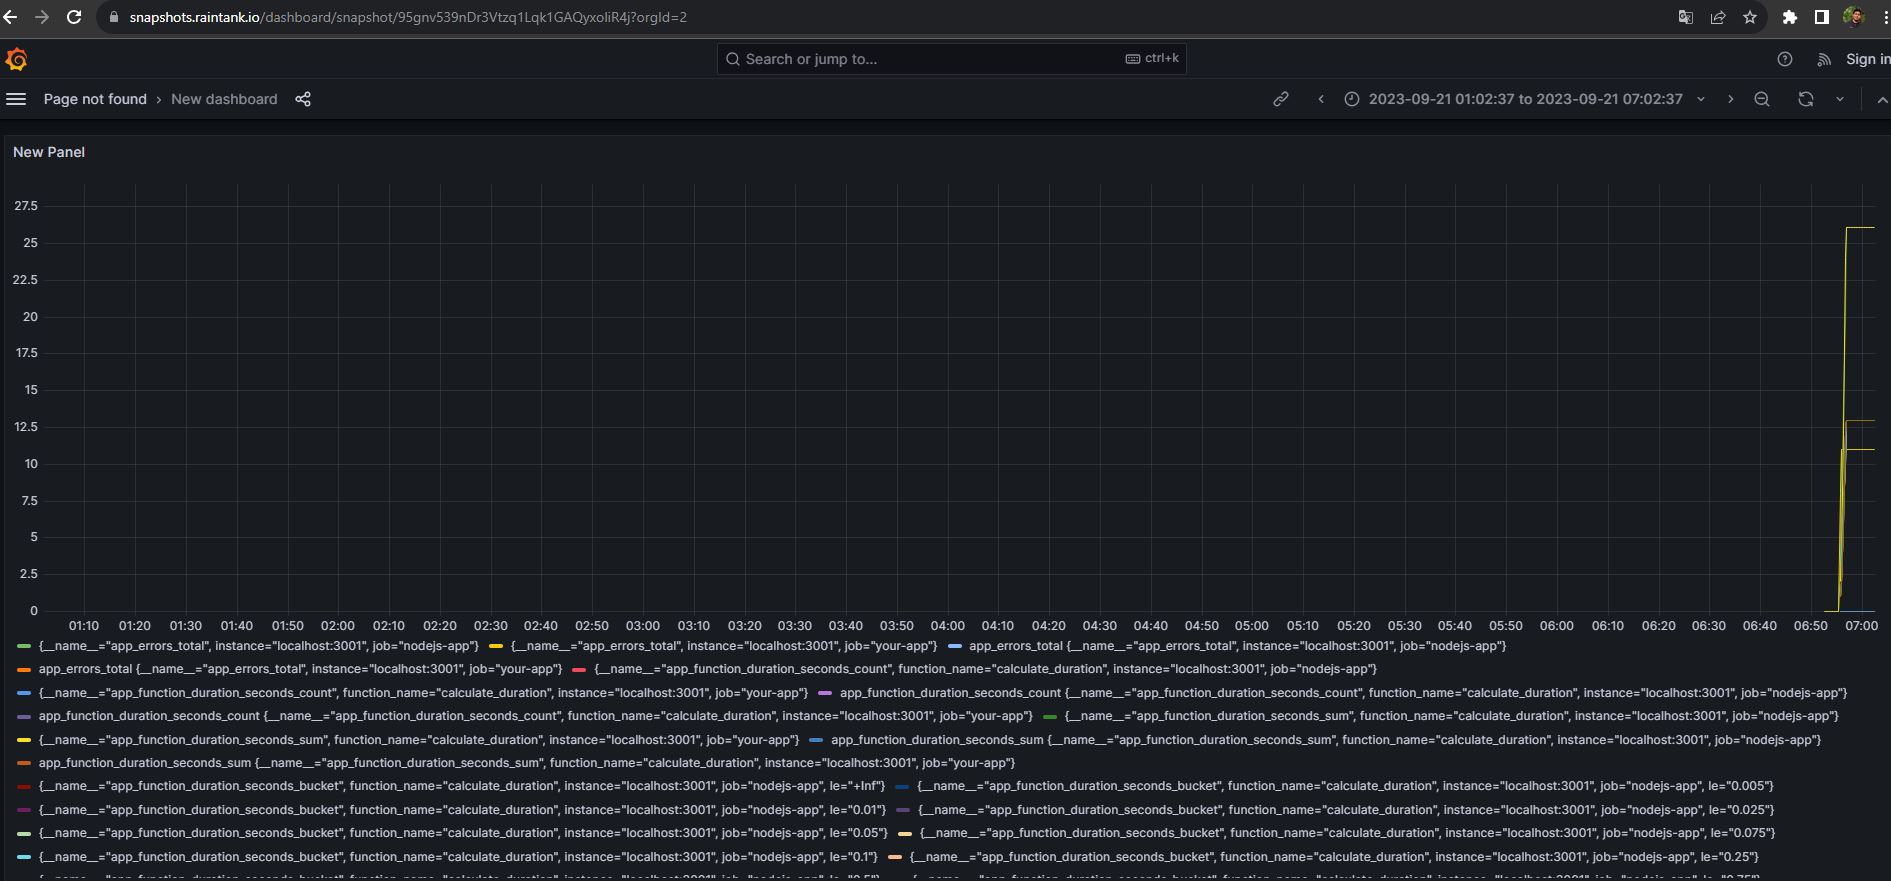 snapshots.raintank.io/dashboard/snapshot/95gnv539nDr3Vtzq1Lqk1GAQyxoliR4j?orgId=2
Search or jump to... ctrl+k Sign in
Page not found › New dashboard 2023-09-21 01:02:37 to 2023-09-21 07:02:37
New Panel
27.5
25
22.5
20
17.5
15
12.5
10
7.5
5
2.5
0
01:10 01:20 01:30 01:40 01:50 02:00 02:10 02:20 02:30 02:40 02:50 03:00 03:10 03:20 03:30 03:40 03:50 04:00 04:10 04:20 04:30 04:40 04:50 05:00 05:10 05:20 05:30 05:40 05:50 06:00 06:10 06:20 06:30 06:40 06:50 07:00
{__name__="app_errors_total", instance="localhost:3001", job="nodejs-app"} {__name__="app_errors_total", instance="localhost:3001", job="your-app"} app_errors_total {__name__="app_errors_total", instance="localhost:3001", job="nodejs-app"}
app_errors_total {__name__="app_errors_total", instance="localhost:3001", job="your-app"} {__name__="app_function_duration_seconds_count", function_name="calculate_duration", instance="localhost:3001", job="nodejs-app"}
{__name__="app_function_duration_seconds_count", function_name="calculate_duration", instance="localhost:3001", job="your-app"} app_function_duration_seconds_count {__name__="app_function_duration_seconds_count", function_name="calculate_duration", instance="localhost:3001", job="nodejs-app"}
app_function_duration_seconds_count {__name__="app_function_duration_seconds_count", function_name="calculate_duration", instance="localhost:3001", job="your-app"} {__name__="app_function_duration_seconds_sum", function_name="calculate_duration", instance="localhost:3001", job="nodejs-app"}
{__name__="app_function_duration_seconds_sum", function_name="calculate_duration", instance="localhost:3001", job="your-app"} app_function_duration_seconds_sum {__name__="app_function_duration_seconds_sum", function_name="calculate_duration", instance="localhost:3001", job="nodejs-app"}
app_function_duration_seconds_sum {__name__="app_function_duration_seconds_sum", function_name="calculate_duration", instance="localhost:3001", job="your-app"}
{__name__="app_function_duration_seconds_bucket", function_name="calculate_duration", instance="localhost:3001", job="nodejs-app", le="+Inf"} {__name__="app_function_duration_seconds_bucket", function_name="calculate_duration", instance="localhost:3001", job="nodejs-app", le="0.005"}
{__name__="app_function_duration_seconds_bucket", function_name="calculate_duration", instance="localhost:3001", job="nodejs-app", le="0.01"} {__name__="app_function_duration_seconds_bucket", function_name="calculate_duration", instance="localhost:3001", job="nodejs-app", le="0.025"}
{__name__="app_function_duration_seconds_bucket", function_name="calculate_duration", instance="localhost:3001", job="nodejs-app", le="0.05"} {__name__="app_function_duration_seconds_bucket", function_name="calculate_duration", instance="localhost:3001", job="nodejs-app", le="0.075"}
{__name__="app_function_duration_seconds_bucket", function_name="calculate_duration", instance="localhost:3001", job="nodejs-app", le="0.1"} {__name__="app_function_duration_seconds_bucket", function_name="calculate_duration", instance="localhost:3001", job="nodejs-app", le="0.25"}